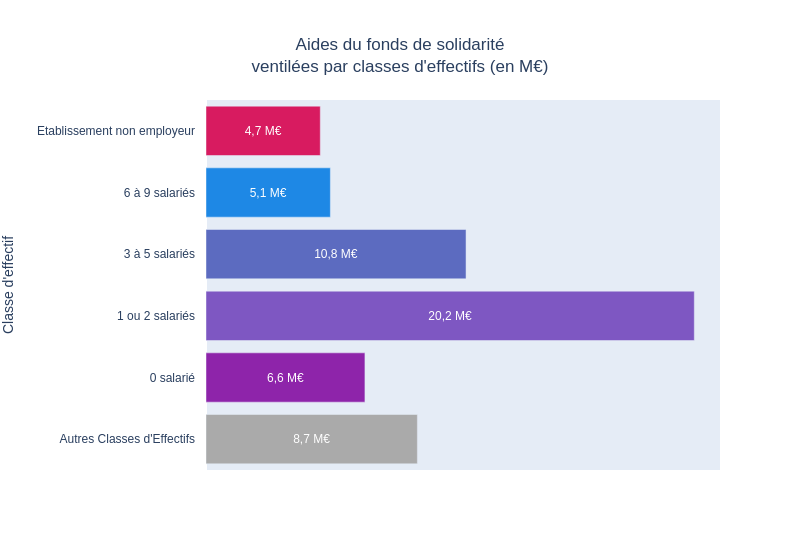 Aides du fonds de solidarité
ventilées par classes d'effectifs (en M€)
Classe d'effectif
Etablissement non employeur
4,7 M€
6 à 9 salariés
5,1 M€
3 à 5 salariés
10,8 M€
1 ou 2 salariés
20,2 M€
0 salarié
6,6 M€
Autres Classes d'Effectifs
8,7 M€